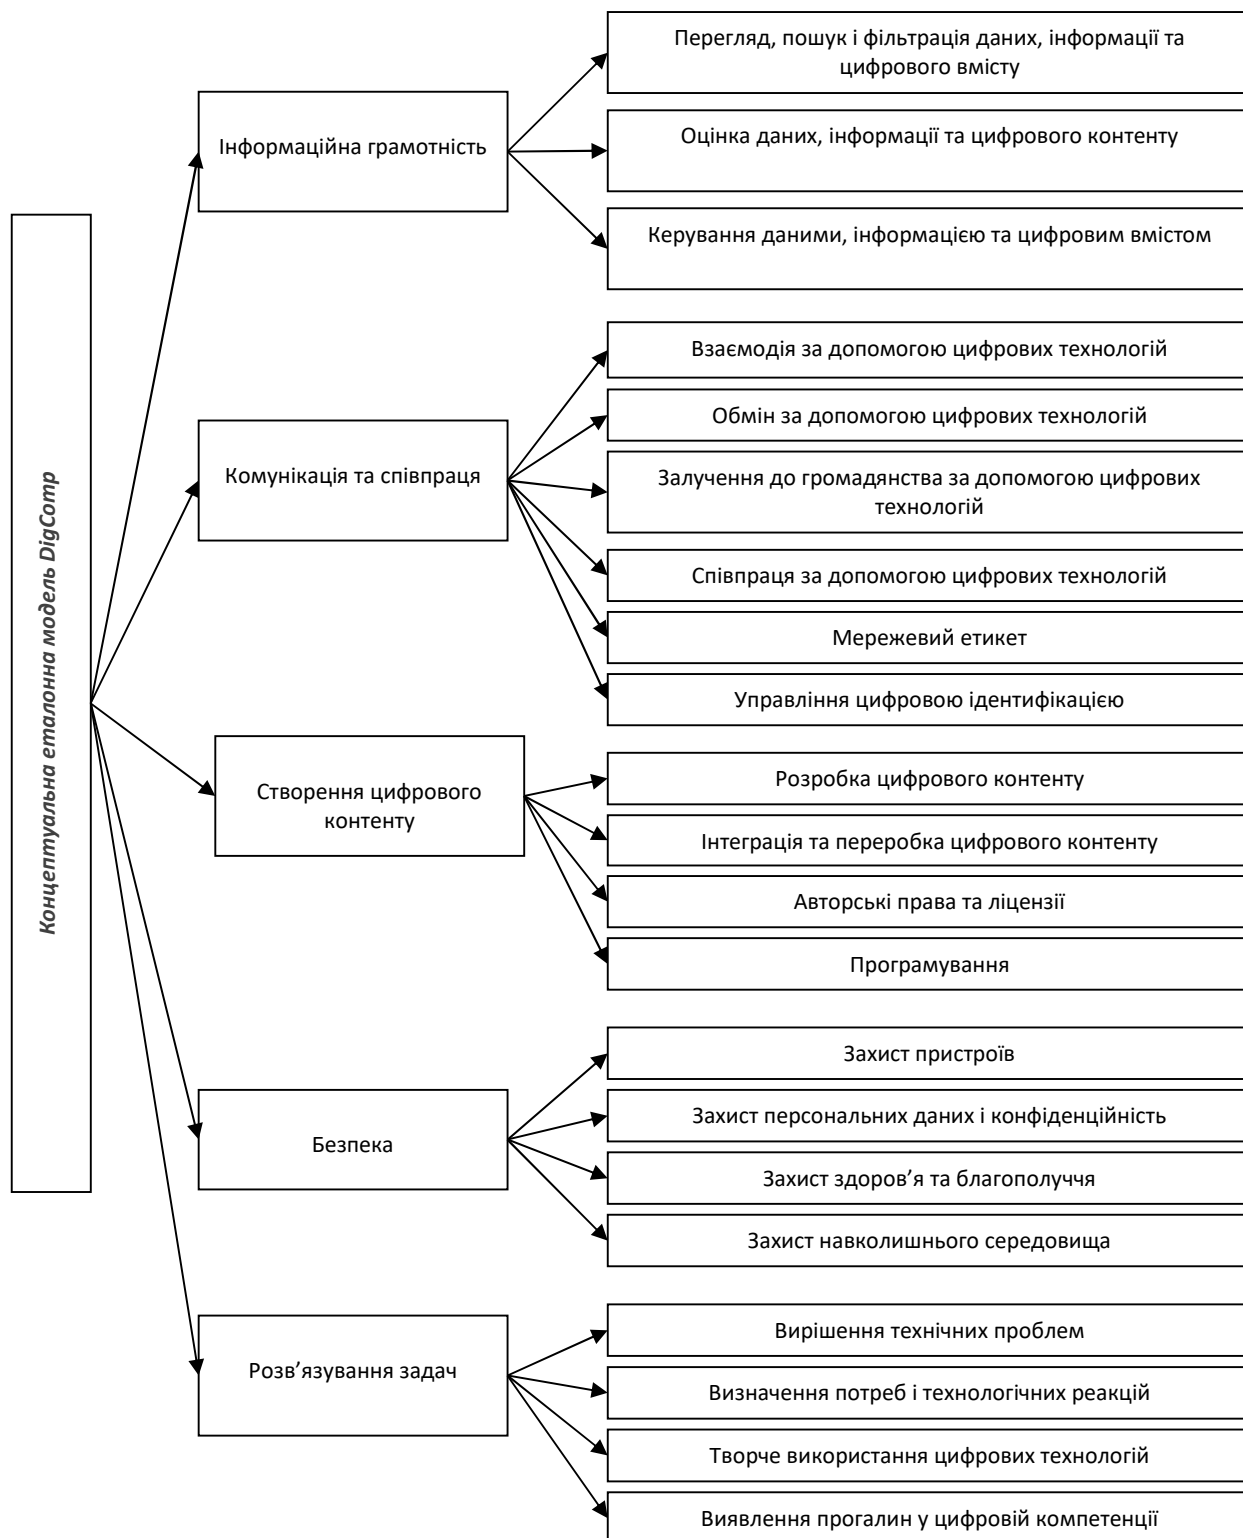 Концептуальна еталонна модель DigComp
Інформаційна грамотність
Перегляд, пошук і фільтрація даних, інформації та
цифрового вмісту
Оцінка даних, інформації та цифрового контенту
Керування даними, інформацією та цифровим вмістом
Комунікація та співпраця
Взаємодія за допомогою цифрових технологій
Обмін за допомогою цифрових технологій
Залучення до громадянства за допомогою цифрових
технологій
Співпраця за допомогою цифрових технологій
Мережевий етикет
Управління цифровою ідентифікацією
Створення цифрового
контенту
Розробка цифрового контенту
Інтеграція та переробка цифрового контенту
Авторські права та ліцензії
Програмування
Безпека
Захист пристроїв
Захист персональних даних і конфіденційність
Захист здоров’я та благополуччя
Захист навколишнього середовища
Розв’язування задач
Вирішення технічних проблем
Визначення потреб і технологічних реакцій
Творче використання цифрових технологій
Виявлення прогалин у цифровій компетенції